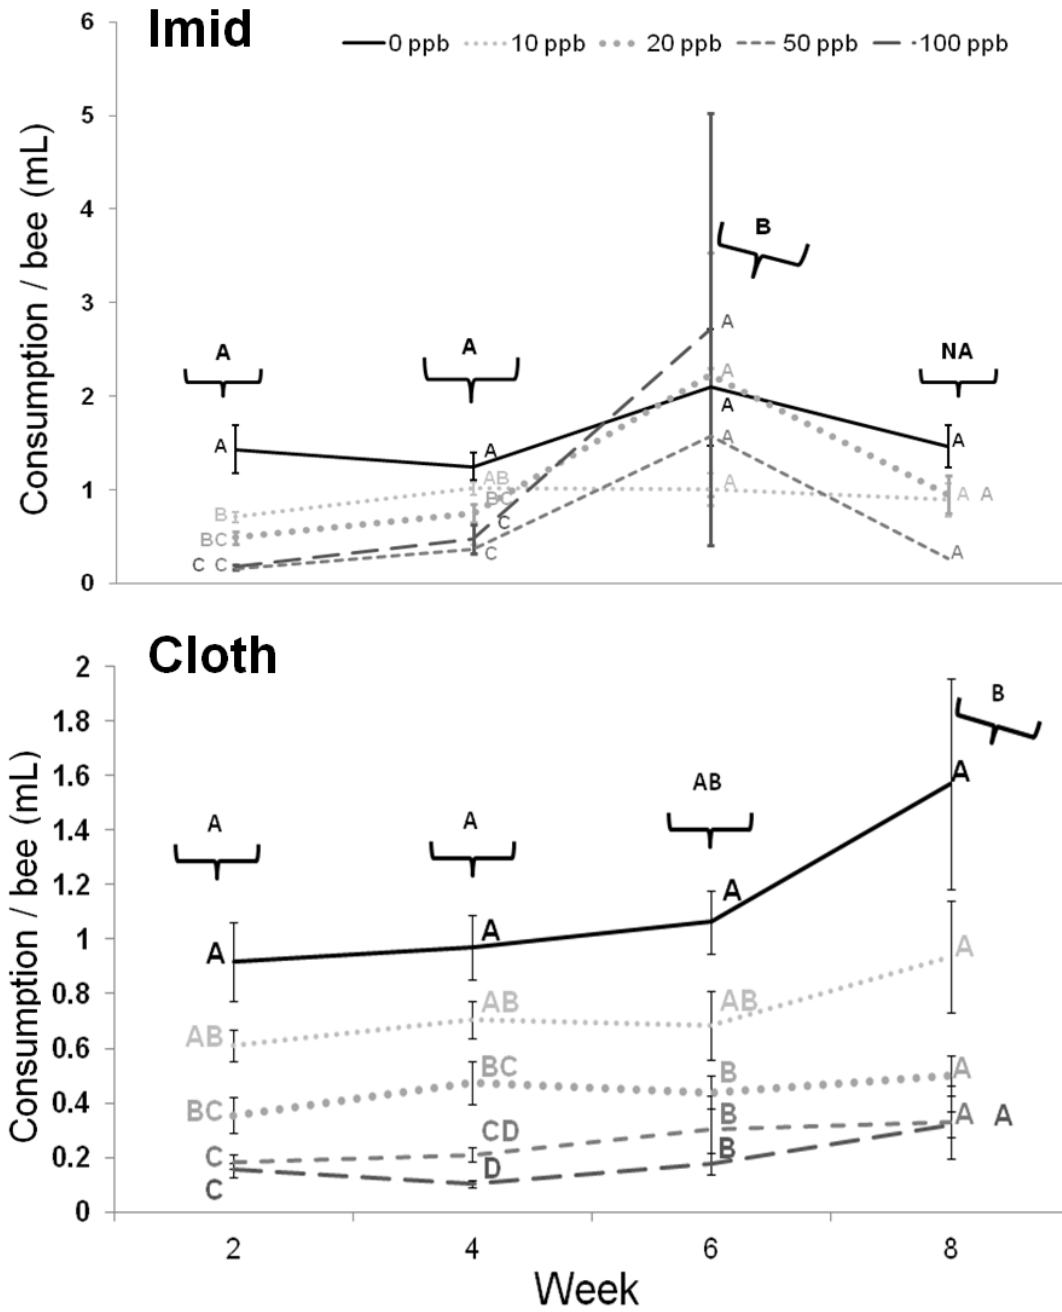 Imid
0 ppb 10 ppb 20 ppb 50 ppb 100 ppb
Consumption / bee (mL)
6
5
4
3
2
1
0
A
A
B
NA
A
B
BC
C C
A
AB
BC
C
C
A
A
A
A
A
A
A A
A
Cloth
Consumption / bee (mL)
2
1.8
1.6
1.4
1.2
1
0.8
0.6
0.4
0.2
0
A
A
AB
B
A
AB
BC
C
C
A
AB
BC
CD
D
A
AB
B
B
B
A
A
A
A A
2 4 6 8
Week